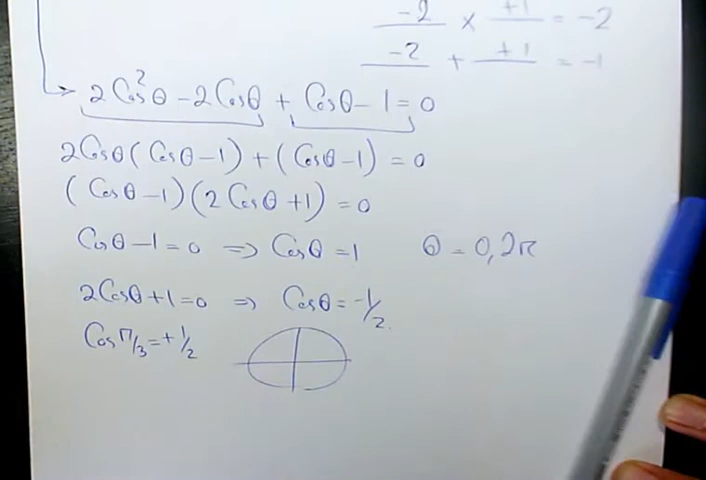 -2 × +1 = -2
-2 + +1 = -1
2Cos²θ - 2Cosθ + Cosθ - 1 = 0
2Cosθ(Cosθ - 1) + (Cosθ - 1) = 0
(Cosθ - 1)(2Cosθ + 1) = 0
Cosθ - 1 = 0 ⇒ Cosθ = 1 θ = 0, 2π
2Cosθ + 1 = 0 ⇒ Cosθ = -1/2
Cos π/3 = +1/2